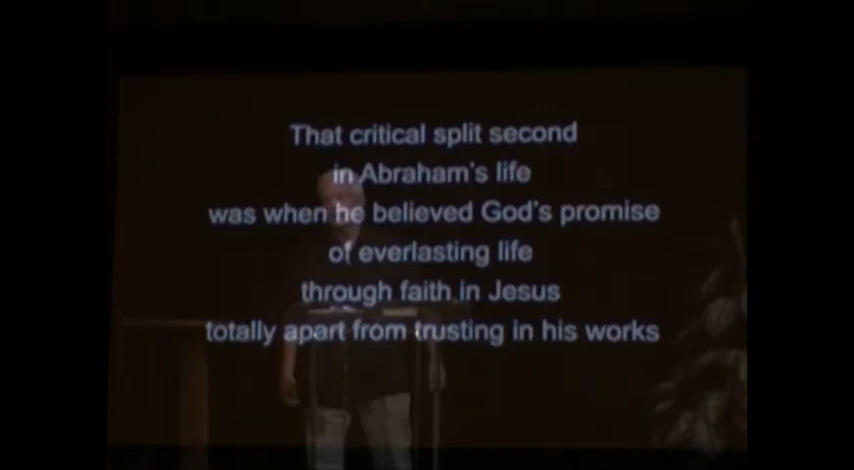 That critical split second
in Abraham's life
was when he believed God's promise
of everlasting life
through faith in Jesus
totally apart from trusting in his works